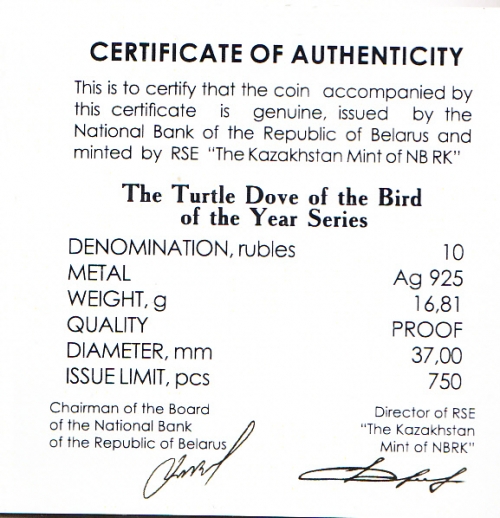 CERTIFICATE OF AUTHENTICITY
This is to certify that the coin accompanied by
this certificate is genuine, issued by the
National Bank of the Republic of Belarus and
minted by RSE "The Kazakhstan Mint of NB RK"
The Turtle Dove of the Bird
of the Year Series
DENOMINATION, rubles 10
METAL Ag 925
WEIGHT, g 16,81
QUALITY PROOF
DIAMETER, mm 37,00
ISSUE LIMIT, pcs 750
Chairman of the Board
of the National Bank
of the Republic of Belarus
Director of RSE
"The Kazakhstan
Mint of NBRK"